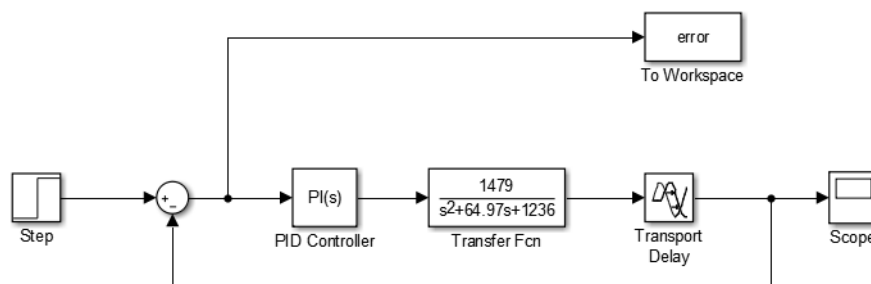 error
To Workspace
+
−
PI(s)
1479
s2+64.97s+1236
Step
PID Controller
Transfer Fcn
Transport
Delay
Scope